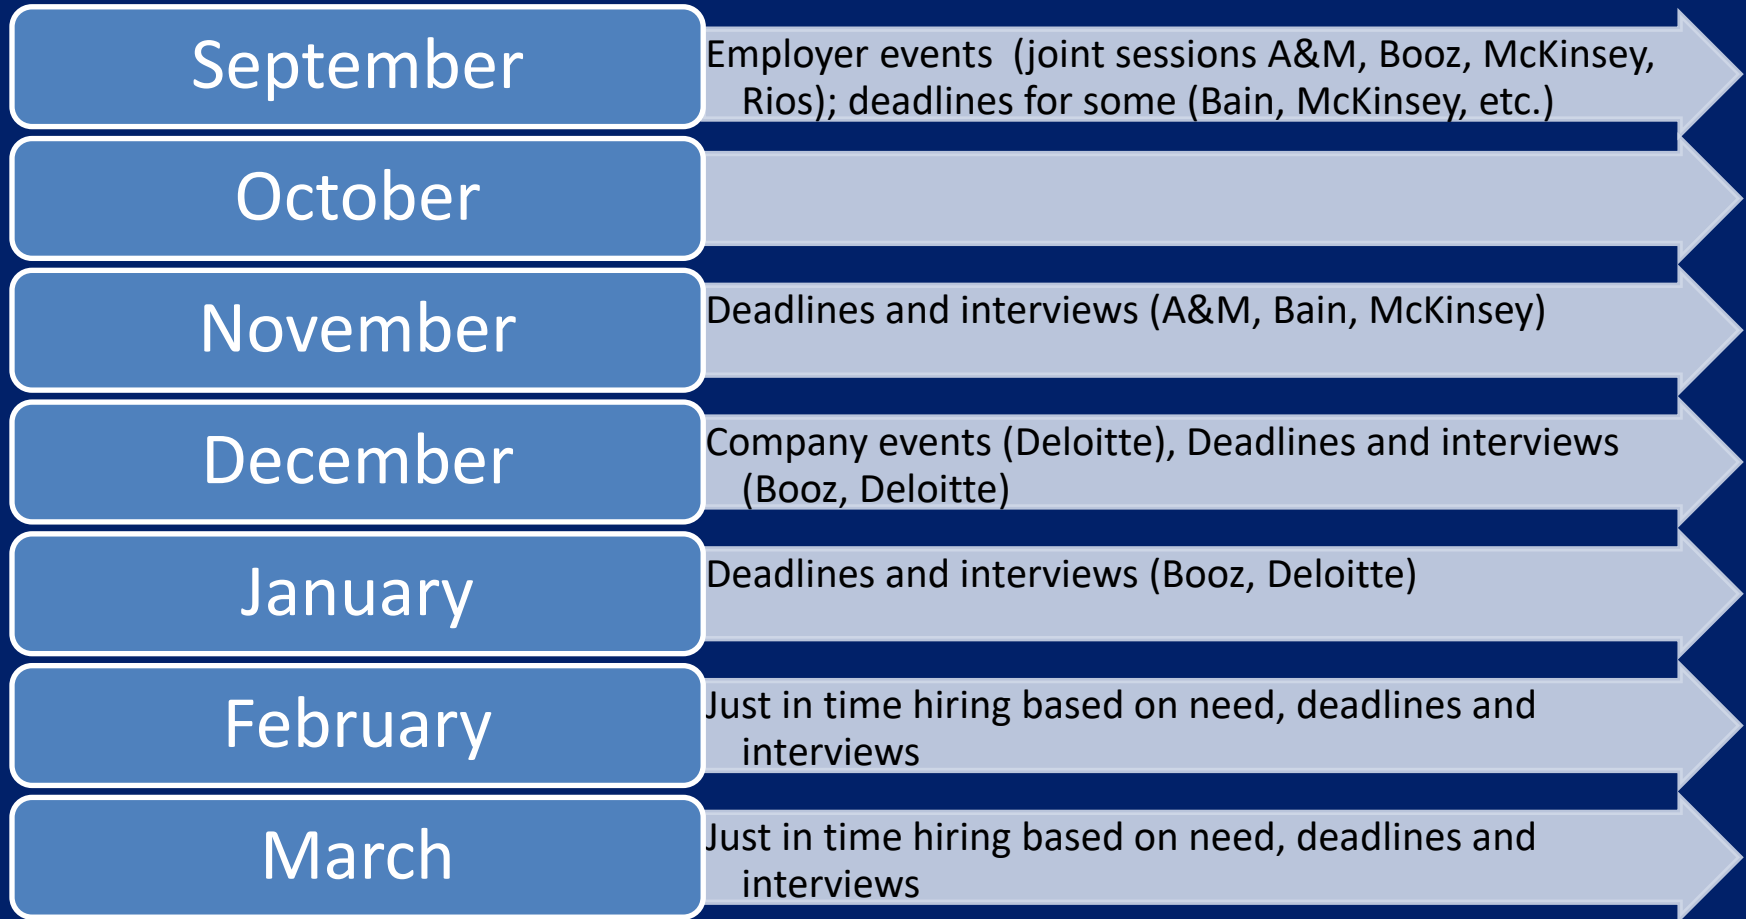 September
Employer events  (joint sessions A&M, Booz, McKinsey,
Rios); deadlines for some (Bain, McKinsey, etc.)
October
November
Deadlines and interviews (A&M, Bain, McKinsey)
December
Company events (Deloitte), Deadlines and interviews
(Booz, Deloitte)
January
Deadlines and interviews (Booz, Deloitte)
February
Just in time hiring based on need, deadlines and
interviews
March
Just in time hiring based on need, deadlines and
interviews